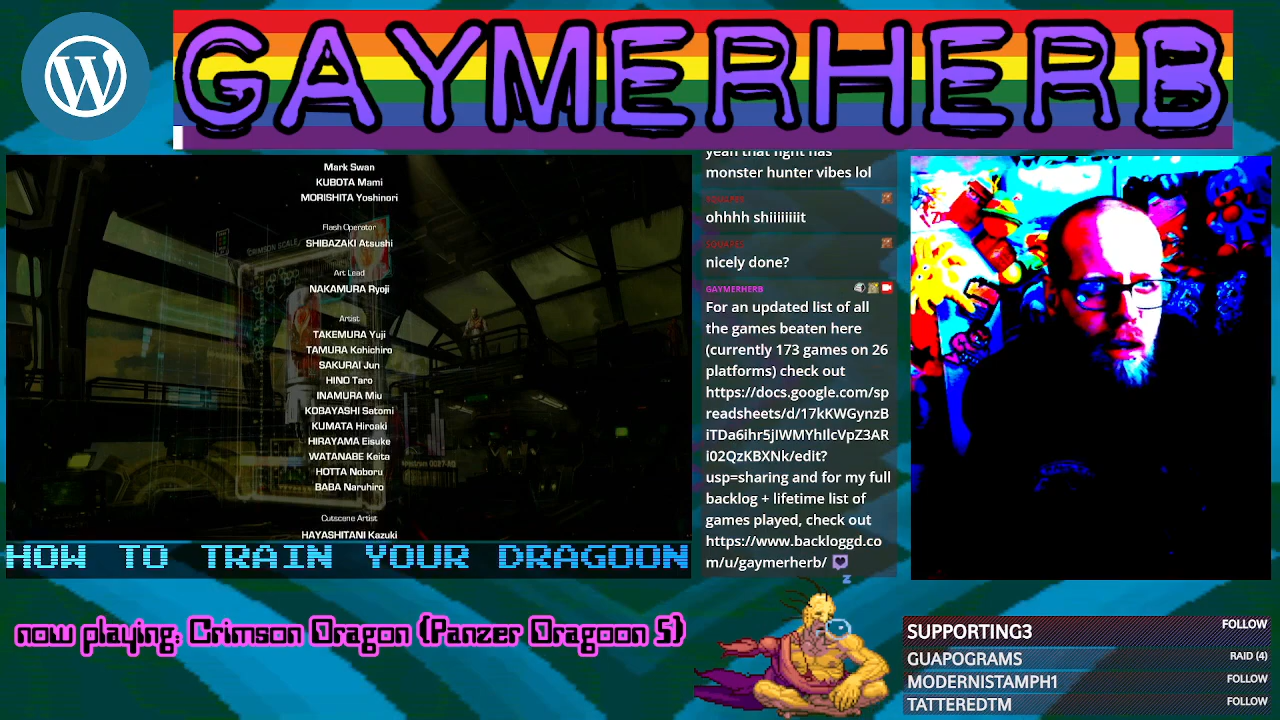 W
GAYMERHERB
Mark Swan
KUBOTA Mami
MORISHITA Yoshinori
Flash Operator
SHIBAZAKI Atsushi
CRIMSON SCALE
Art Lead
NAKAMURA Ryoji
Artist
TAKEMURA Yuji
TAMURA Kohichiro
SAKURAI Jun
HINO Taro
INAMURA Miu
KOBAYASHI Satomi
KUMATA Hiroaki
HIRAYAMA Eisuke
WATANABE Keita
HOTTA Noboru
BABA Naruhiro
Cutscene Artist
HAYASHITANI Kazuki
HOW TO TRAIN YOUR DRAGOON
yeah that fight has
monster hunter vibes lol
ohhhh shiiiiiiiit
nicely done?
GAYMERHERB
For an updated list of all
the games beaten here
(currently 173 games on 26
platforms) check out
https://docs.google.com/sp
readsheets/d/17kKWGynzB
iTDa6ihr5jIWMYhIlcVpZ3AR
i02QzKBXNk/edit?
usp=sharing and for my full
backlog + lifetime list of
games played, check out
https://www.backloggd.co
m/u/gaymerherb/
z
now playing: Crimson Dragon (Panzer Dragoon 5)
SUPPORTING3 FOLLOW
GUAPOGRAMS RAID (4)
MODERNISTAMPH1 FOLLOW
TATTEREDTM FOLLOW